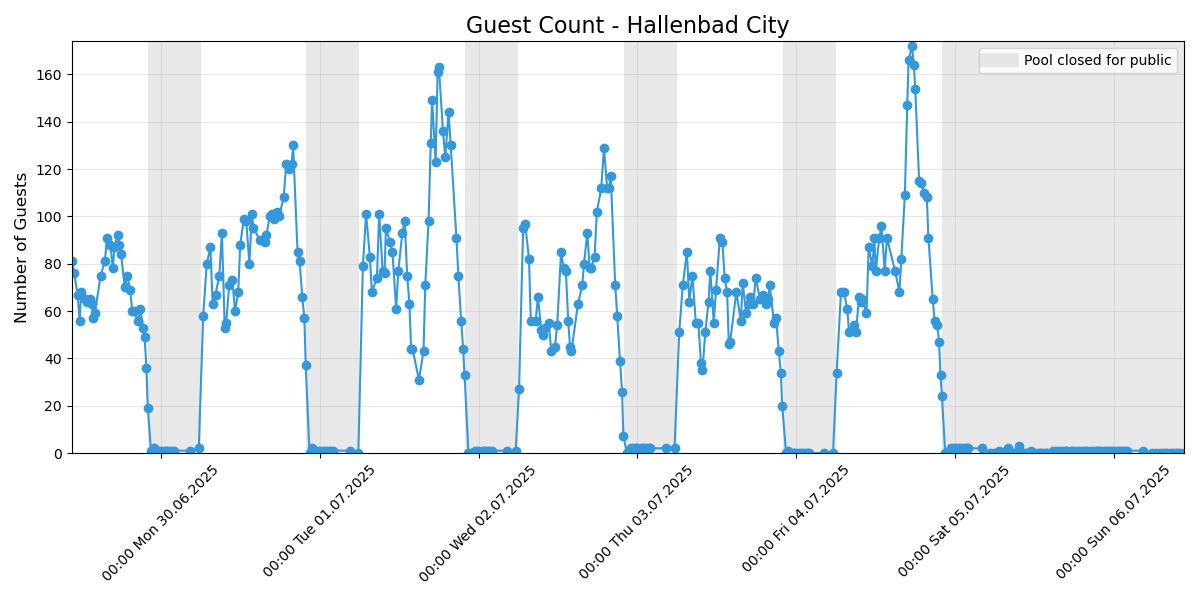 Guest Count - Hallenbad City
Pool closed for public
Number of Guests
160
140
120
100
80
60
40
20
0
00:00 Mon 30.06.2025
00:00 Tue 01.07.2025
00:00 Wed 02.07.2025
00:00 Thu 03.07.2025
00:00 Fri 04.07.2025
00:00 Sat 05.07.2025
00:00 Sun 06.07.2025